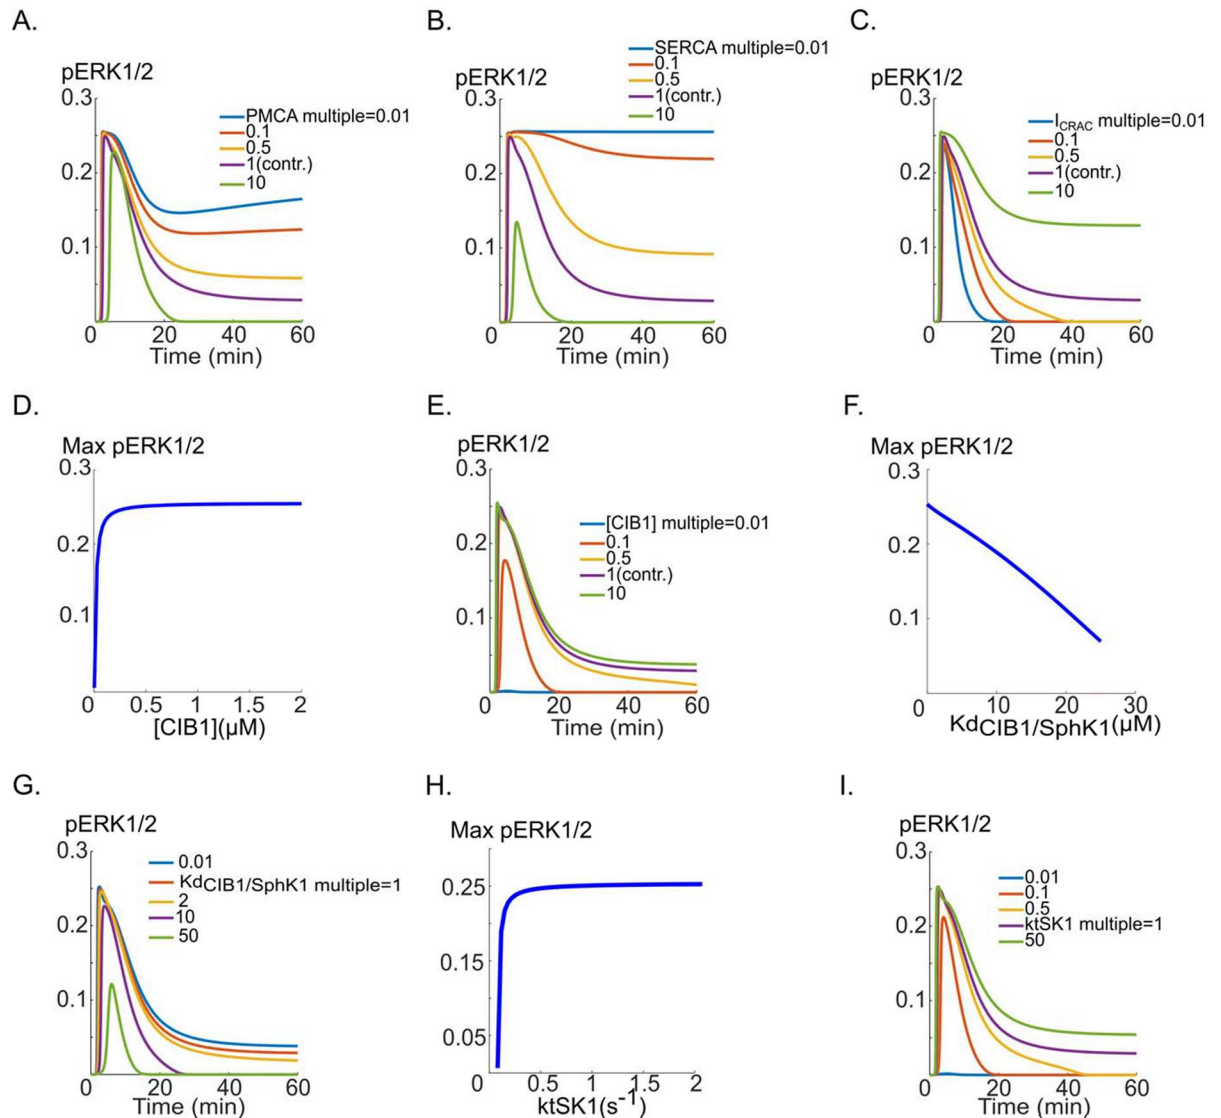 A.
pERK1/2
0.3
0.2
0.1
0
20
40
60
Time (min)
PMCA multiple=0.01
0.1
0.5
1(contr.)
10
B.
pERK1/2
0.3
0.2
0.1
0
20
40
60
Time (min)
SERCA multiple=0.01
0.1
0.5
1(contr.)
10
C.
pERK1/2
0.3
0.2
0.1
0
20
40
60
Time (min)
ICRAC multiple=0.01
0.1
0.5
1(contr.)
10
D.
Max pERK1/2
0.3
0.2
0.1
0
0.5
1
1.5
2
[CIB1](µM)
E.
pERK1/2
0.3
0.2
0.1
0
20
40
60
Time (min)
[CIB1] multiple=0.01
0.1
0.5
1(contr.)
10
F.
Max pERK1/2
0.3
0.2
0.1
0
10
20
30
KdCIB1/SphK1(µM)
G.
pERK1/2
0.3
0.2
0.1
0
20
40
60
Time (min)
0.01
KdCIB1/SphK1 multiple=1
2
10
50
H.
Max pERK1/2
0.25
0.15
0.05
0
0.5
1
1.5
2
ktSK1(s-1)
I.
pERK1/2
0.3
0.2
0.1
0
20
40
60
Time (min)
0.01
0.1
0.5
ktSK1 multiple=1
50